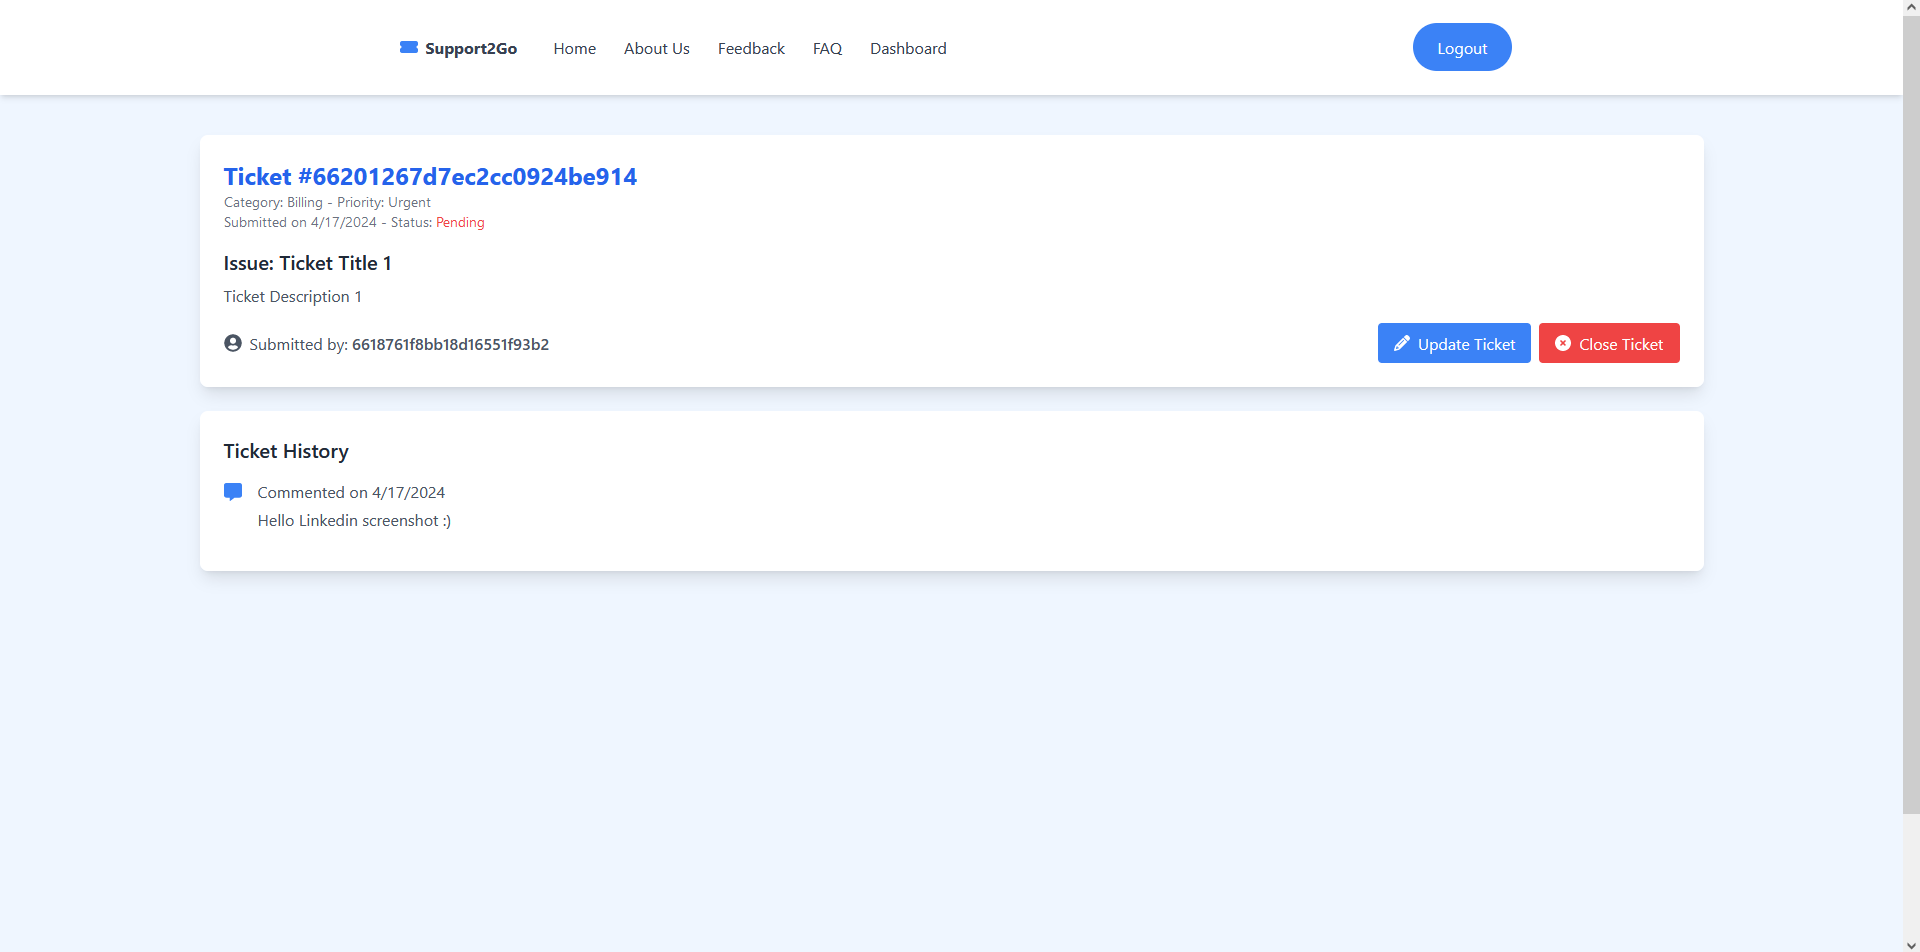 Support2Go Home About Us Feedback FAQ Dashboard Logout
Ticket #66201267d7ec2cc0924be914
Category: Billing - Priority: Urgent
Submitted on 4/17/2024 - Status: Pending
Issue: Ticket Title 1
Ticket Description 1
Submitted by: 6618761f8bb18d16551f93b2 Update Ticket Close Ticket
Ticket History
Commented on 4/17/2024
Hello Linkedin screenshot :)